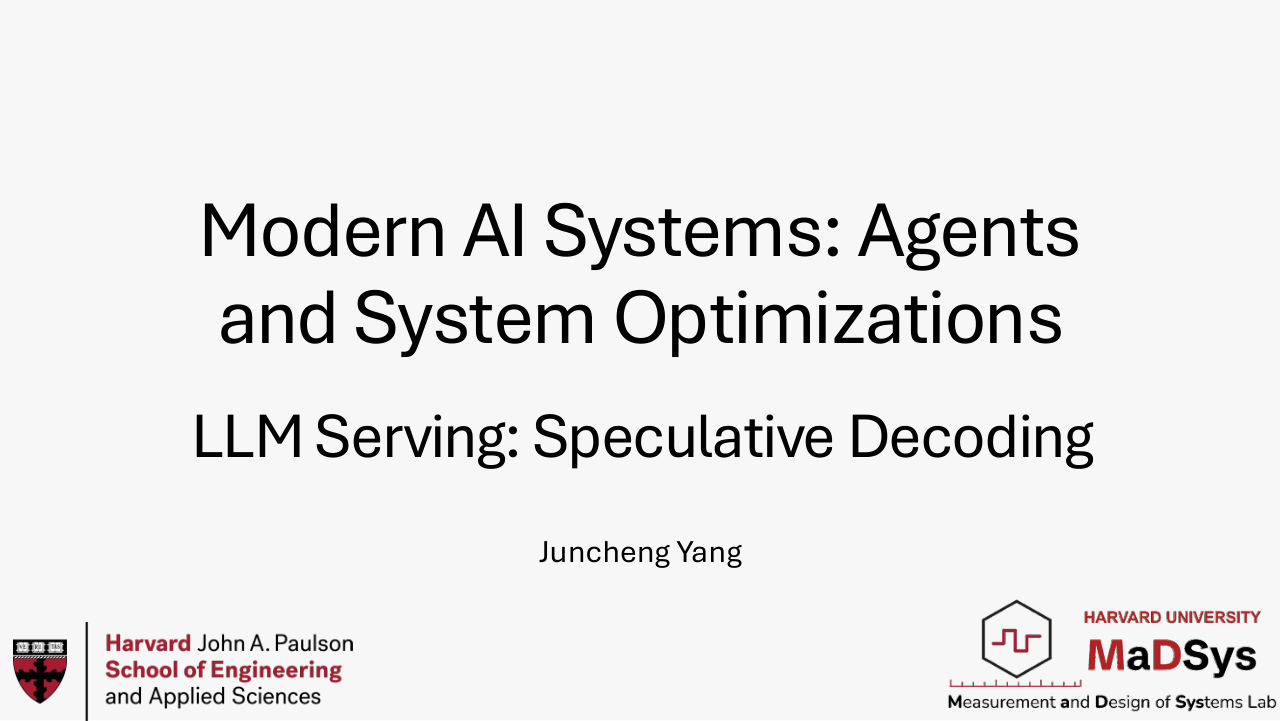 Modern AI Systems: Agents
and System Optimizations
LLM Serving: Speculative Decoding
Juncheng Yang
Harvard John A. Paulson
School of Engineering
and Applied Sciences
HARVARD UNIVERSITY
MaDSys
Measurement and Design of Systems Lab